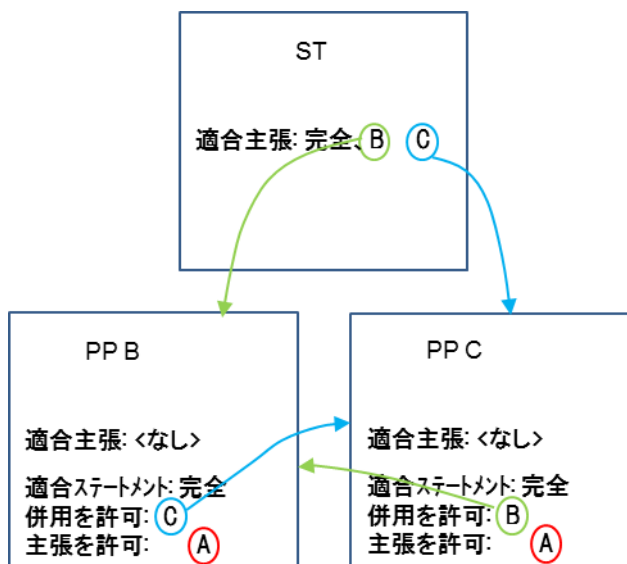 ST
適合主張: 完全、B C
PP B
適合主張: <なし>
適合ステートメント: 完全
併用を許可: C
主張を許可: A
PP C
適合主張: <なし>
適合ステートメント: 完全
併用を許可: B
主張を許可: A